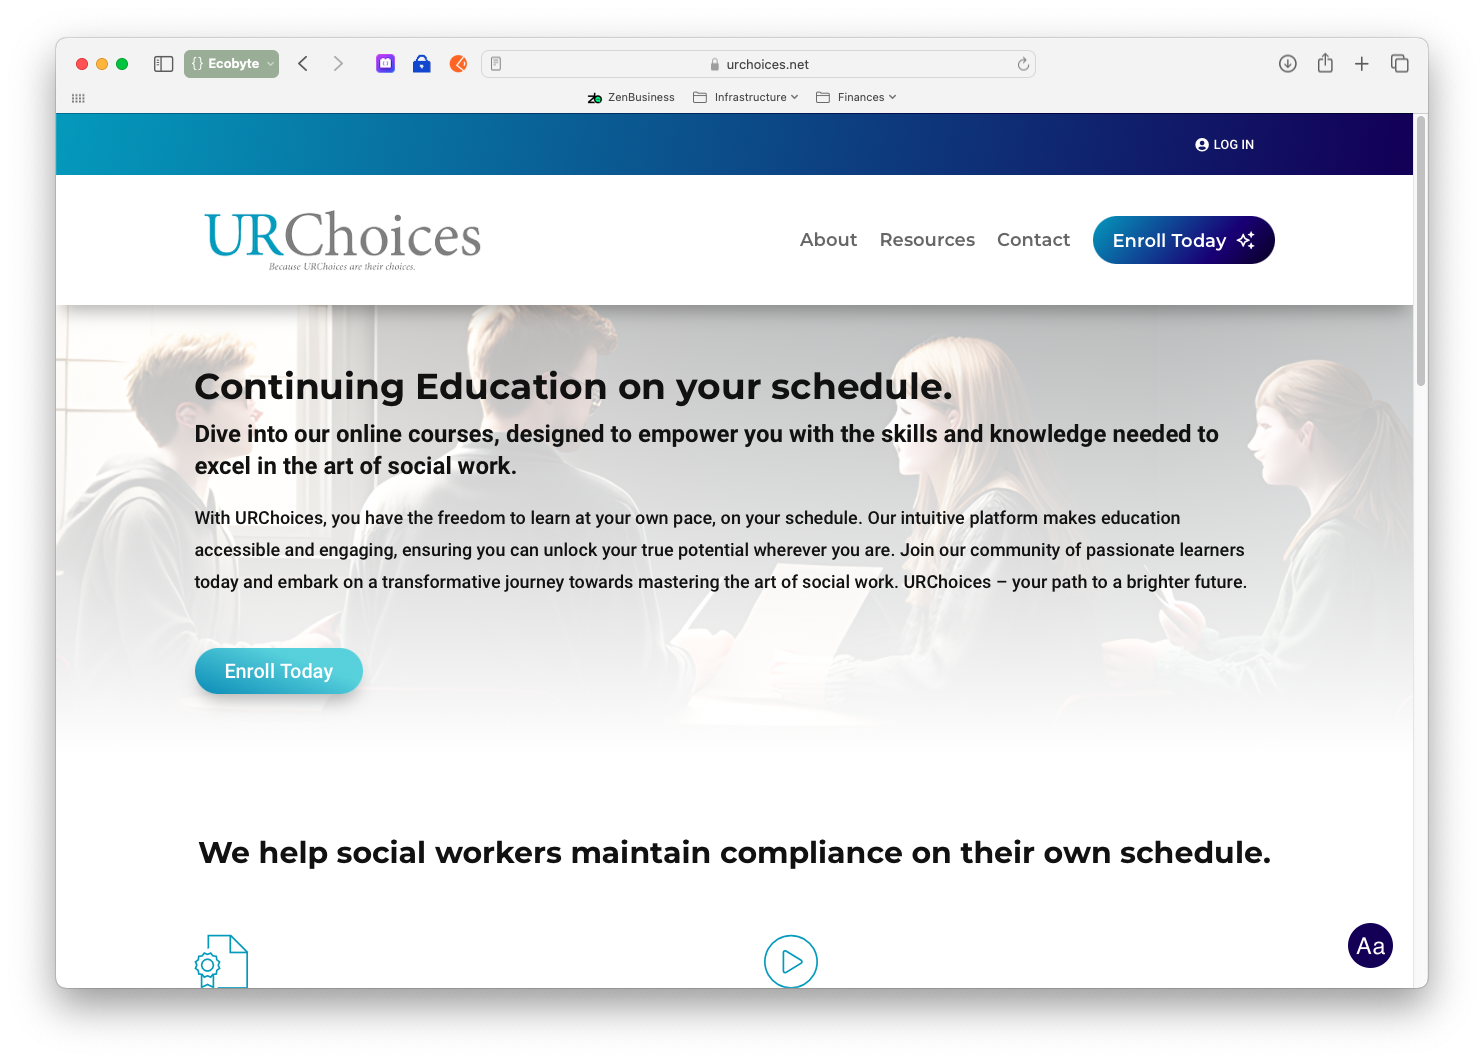 Ecobyte
urchoices.net
ZenBusiness
Infrastructure
Finances
LOG IN
URChoices
Because URChoices are their choices.
About
Resources
Contact
Enroll Today
Continuing Education on your schedule.
Dive into our online courses, designed to empower you with the skills and knowledge needed to
excel in the art of social work.
With URChoices, you have the freedom to learn at your own pace, on your schedule. Our intuitive platform makes education
accessible and engaging, ensuring you can unlock your true potential wherever you are. Join our community of passionate learners
today and embark on a transformative journey towards mastering the art of social work. URChoices – your path to a brighter future.
Enroll Today
We help social workers maintain compliance on their own schedule.
Aa